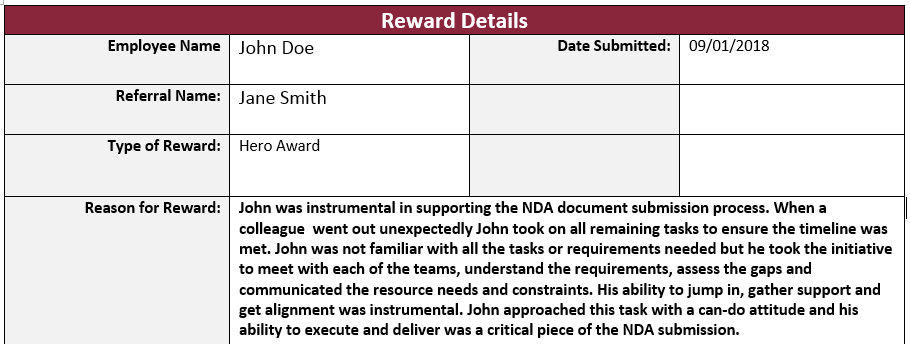 Reward Details
Employee Name John Doe Date Submitted: 09/01/2018
Referral Name: Jane Smith
Type of Reward: Hero Award
Reason for Reward: John was instrumental in supporting the NDA document submission process. When a
colleague  went out unexpectedly John took on all remaining tasks to ensure the timeline was
met. John was not familiar with all the tasks or requirements needed but he took the initiative
to meet with each of the teams, understand the requirements, assess the gaps and
communicated the resource needs and constraints. His ability to jump in, gather support and
get alignment was instrumental. John approached this task with a can-do attitude and his
ability to execute and deliver was a critical piece of the NDA submission.